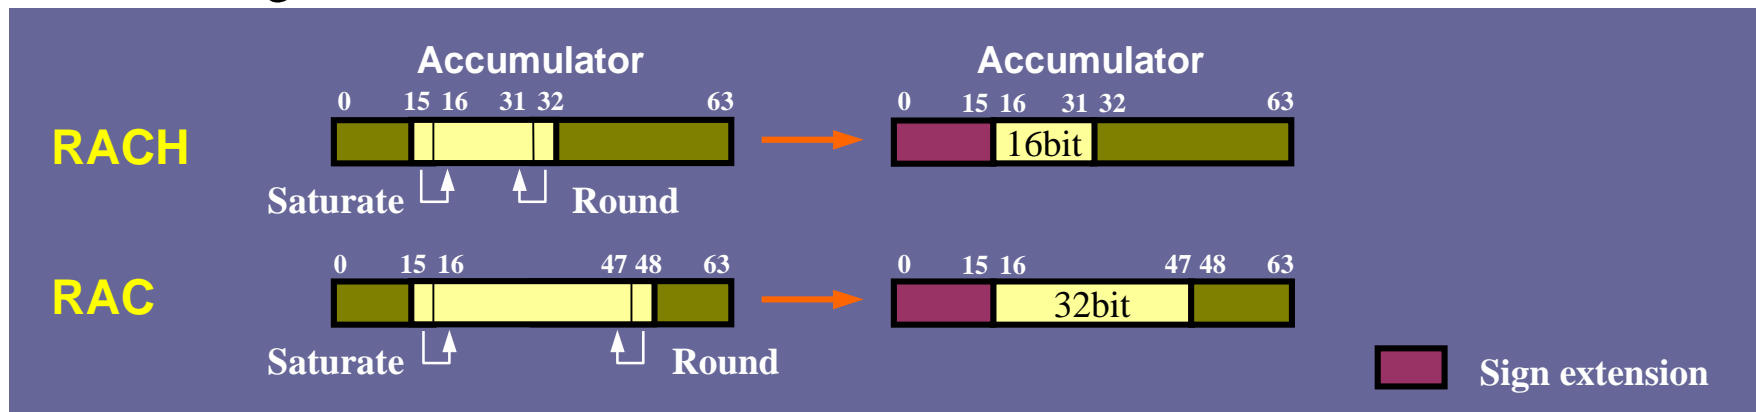 Accumulator Accumulator
0 15 16 31 32 63 0 15 16 31 32 63
RACH 16bit
Saturate Round
0 15 16 47 48 63 0 15 16 47 48 63
RAC 32bit
Saturate Round
Sign extension